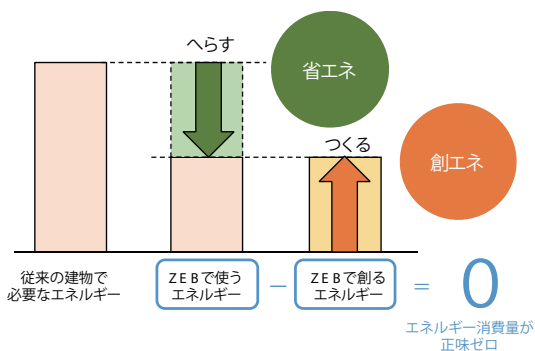 へらす
省エネ
つくる
創エネ
従来の建物で
必要なエネルギー
ZEBで使う
エネルギー
−
ZEBで創る
エネルギー
=
0
エネルギー消費量が
正味ゼロ